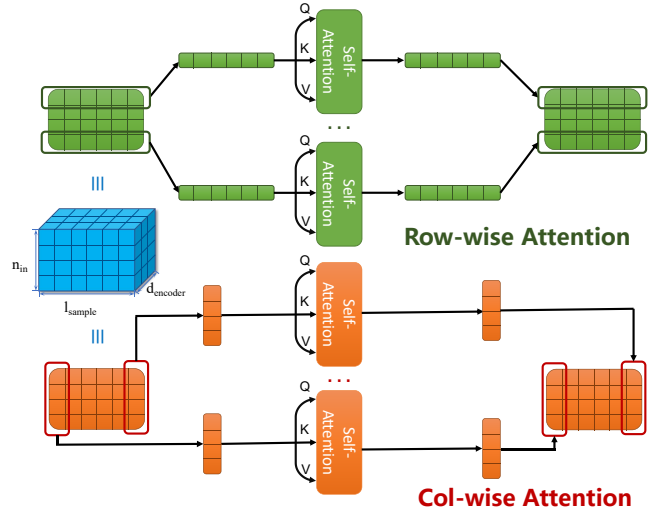 Q
K
V
Self-
Attention
...
Q
K
V
Self-
Attention
Row-wise Attention
n_in
l_sample
d_encoder
Q
K
V
Self-
Attention
...
Q
K
V
Self-
Attention
Col-wise Attention